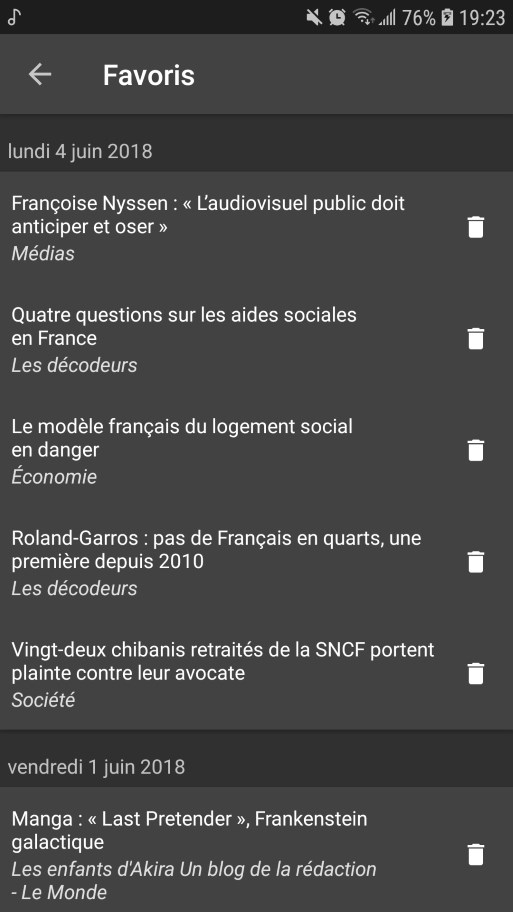 76% 19:23
Favoris
lundi 4 juin 2018
Françoise Nyssen : « L’audiovisuel public doit
anticiper et oser »
Médias
Quatre questions sur les aides sociales
en France
Les décodeurs
Le modèle français du logement social
en danger
Économie
Roland-Garros : pas de Français en quarts, une
première depuis 2010
Les décodeurs
Vingt-deux chibanis retraités de la SNCF portent
plainte contre leur avocate
Société
vendredi 1 juin 2018
Manga : « Last Pretender », Frankenstein
galactique
Les enfants d'Akira Un blog de la rédaction
- Le Monde